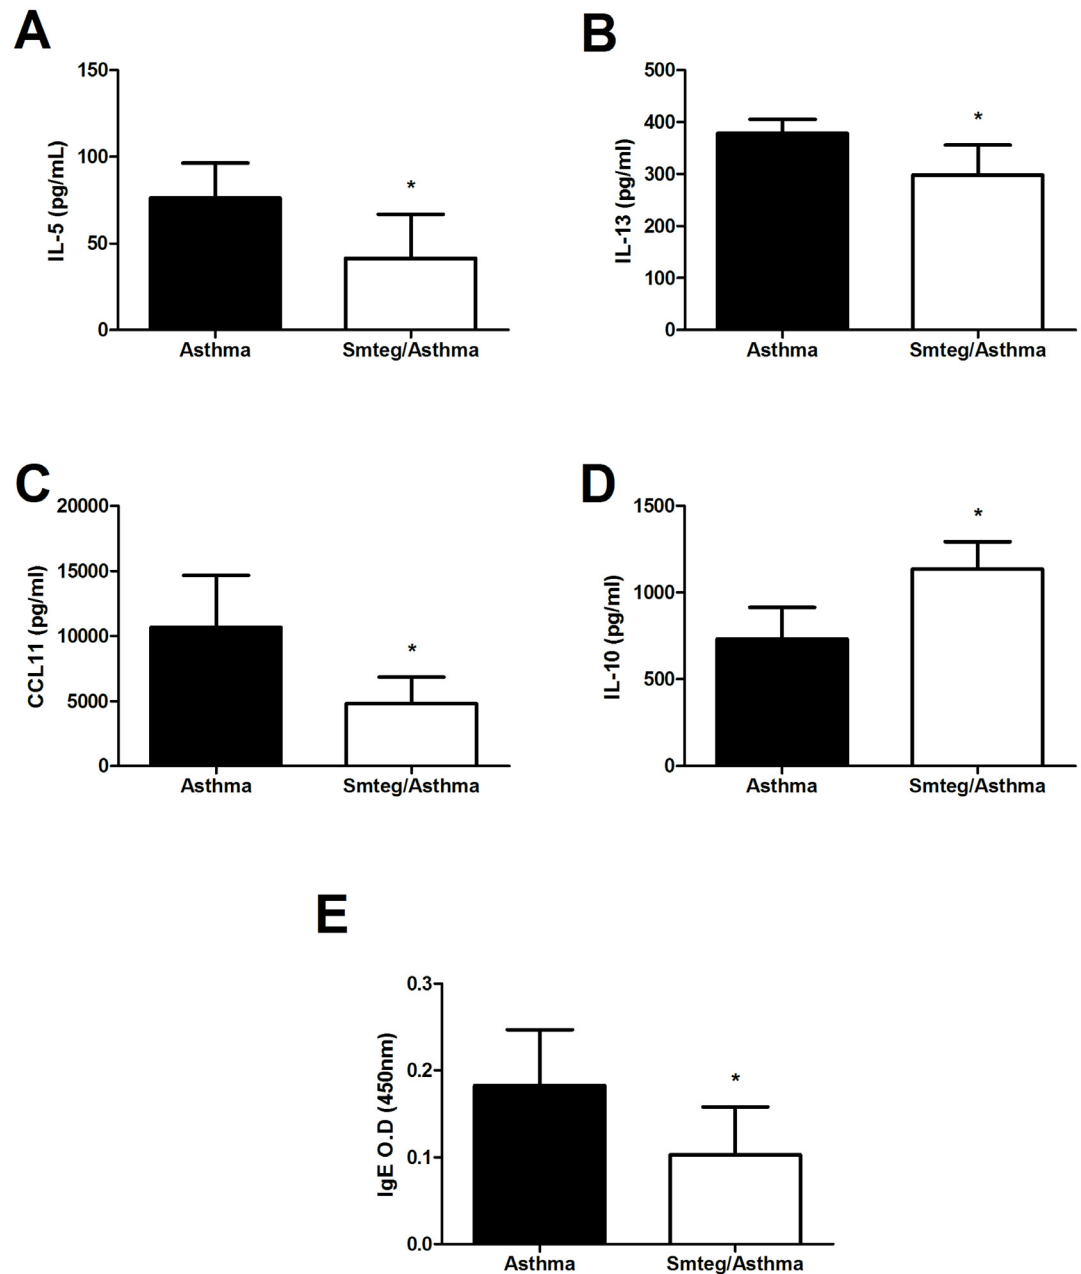 A
IL-5 (pg/mL)
150
100
50
0
*
Asthma
Smteg/Asthma
B
IL-13 (pg/ml)
500
400
300
200
100
0
*
Asthma
Smteg/Asthma
C
CCL11 (pg/ml)
20000
15000
10000
5000
0
*
Asthma
Smteg/Asthma
D
IL-10 (pg/ml)
1500
1000
500
0
*
Asthma
Smteg/Asthma
E
IgE O.D (450nm)
0.3
0.2
0.1
0.0
*
Asthma
Smteg/Asthma